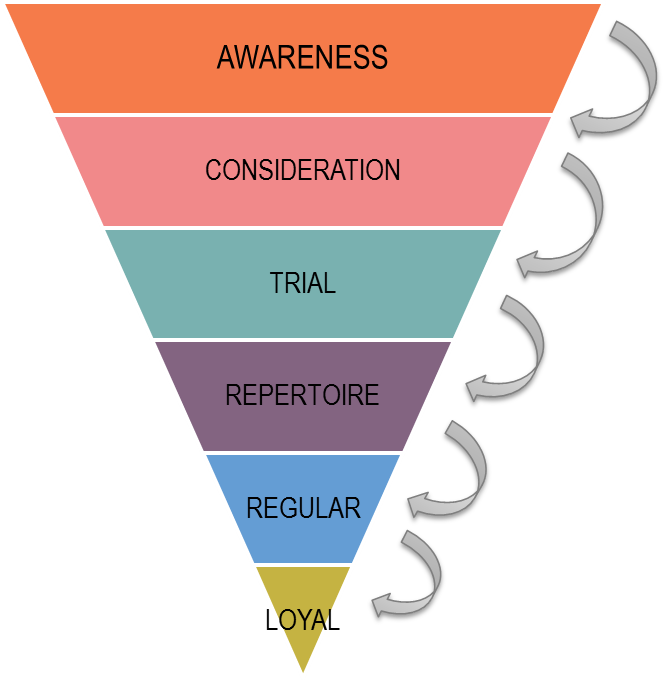 AWARENESS
CONSIDERATION
TRIAL
REPERTOIRE
REGULAR
LOYAL